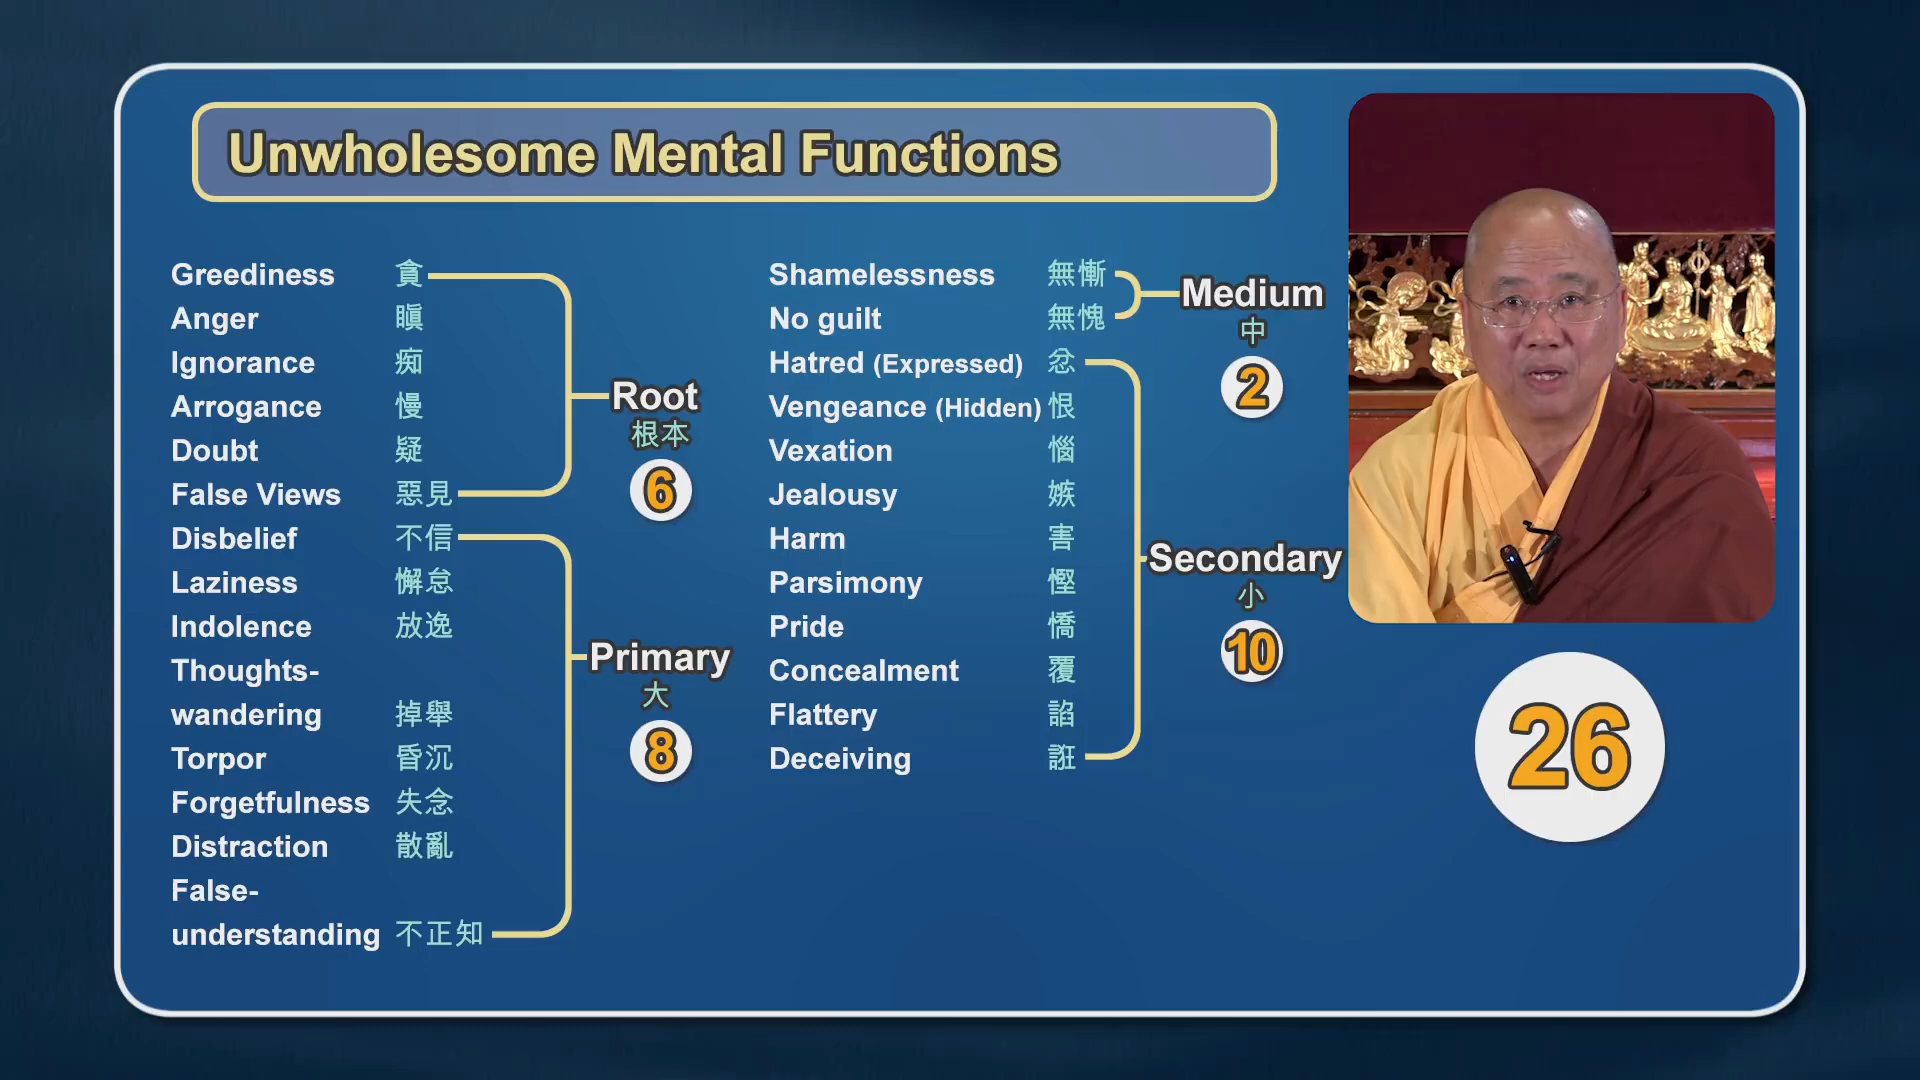 Unwholesome Mental Functions
Greediness 貪
Anger 瞋
Ignorance 痴
Arrogance 慢
Doubt 疑
False Views 惡見
Root
根本
6
Disbelief 不信
Laziness 懈怠
Indolence 放逸
Thoughts-
wandering 掉舉
Torpor 昏沉
Forgetfulness 失念
Distraction 散亂
False-
understanding 不正知
Primary
大
8
Shamelessness 無慚
No guilt 無愧
Medium
中
2
Hatred (Expressed) 忿
Vengeance (Hidden) 恨
Vexation 惱
Jealousy 嫉
Harm 害
Parsimony 慳
Pride 憍
Concealment 覆
Flattery 諂
Deceiving 誑
Secondary
小
10
26